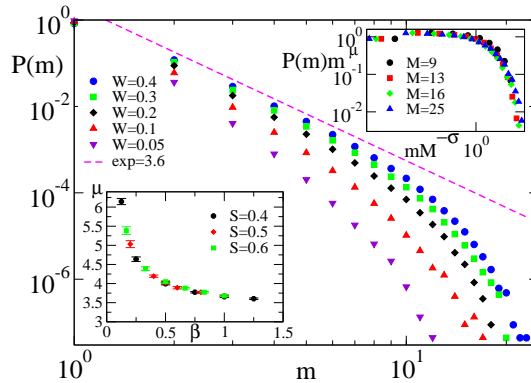 10^0
P(m)
W=0.4
W=0.3
W=0.2
W=0.1
W=0.05
exp=3.6
10^-2
10^-4
10^-6
10^0
m
10^1
P(m)m^μ
10^0
10^-1
10^-2
M=9
M=13
M=16
M=25
mM^-σ
10^0
μ
6
5.5
5
4.5
4
3.5
3
0
0.5
β
1
1.5
S=0.4
S=0.5
S=0.6